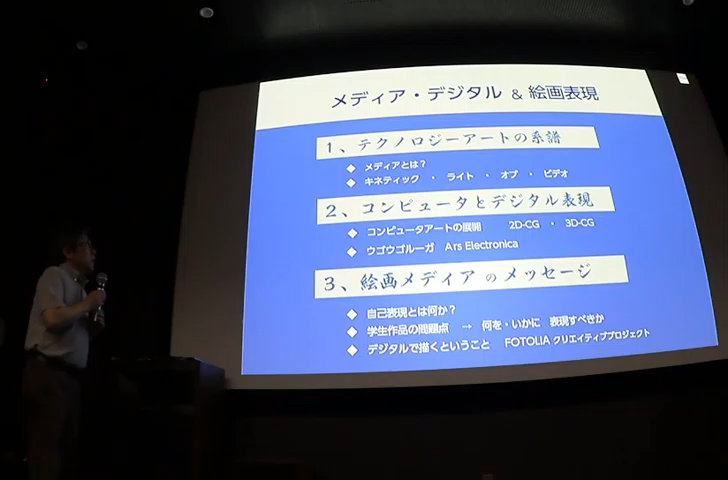 メディア・デジタル & 絵画表現
1、テクノロジーアートの系譜
◆ メディアとは?
◆ キネティック ・ ライト ・ オプ ・ ビデオ
2、コンピュータとデジタル表現
◆ コンピュータアートの展開 2D-CG ・ 3D-CG
◆ ウゴウゴルーガ Ars Electronica
3、絵画メディア の メッセージ
◆ 自己表現とは何か?
◆ 学生作品の問題点 → 何を・いかに 表現すべきか
◆ デジタルで描くということ FOTOLIA クリエイティブプロジェクト